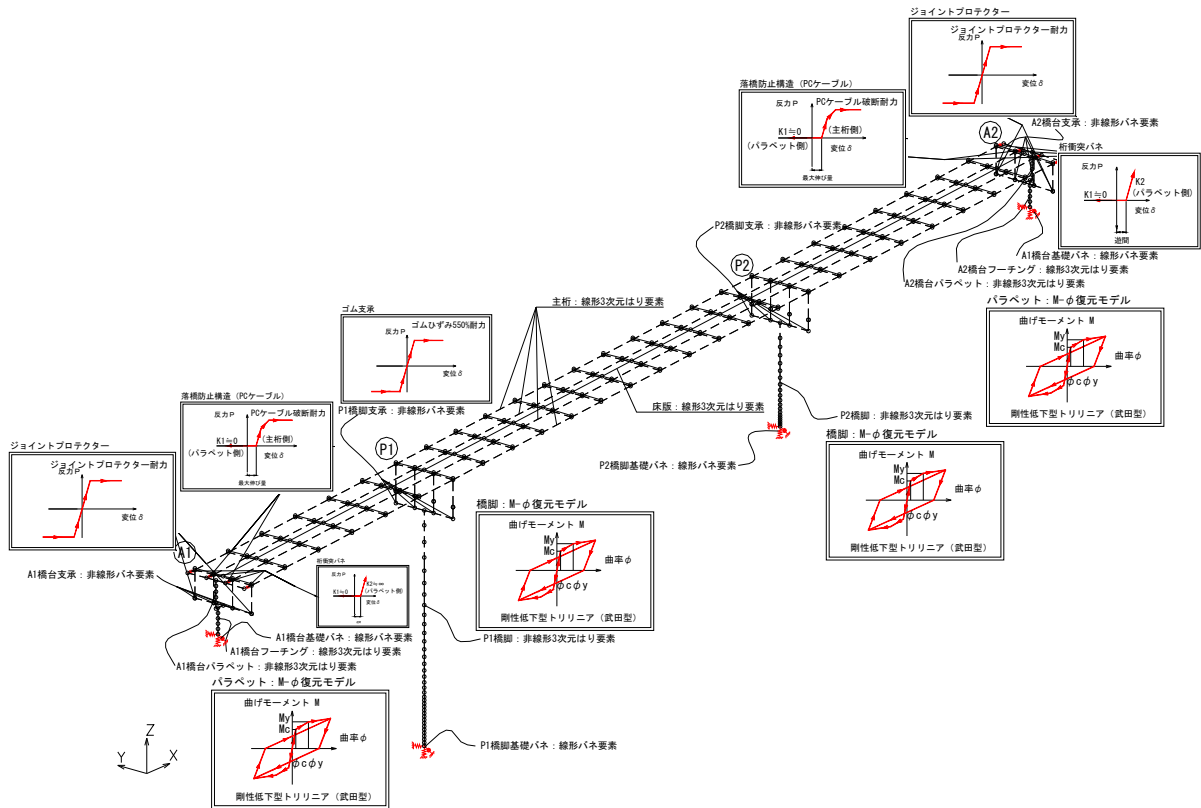 ジョイントプロテクター
ジョイントプロテクター耐力
反力P
変位δ
落橋防止構造 (PCケーブル)
反力P
PCケーブル破断耐力
K1≒0
(主桁側)
(パラペット側)
変位δ
最大伸び量
A2
A2橋台支承：非線形バネ要素
桁衝突バネ
反力P
K2
K1≒0
(パラペット側)
変位δ
遊間
A1橋台基礎バネ：線形バネ要素
A2橋台フーチング：線形3次元はり要素
A2橋台パラペット：非線形3次元はり要素
P2橋脚支承：非線形バネ要素
P2
パラペット：M-φ復元モデル
曲げモーメント M
My
Mc
曲率φ
φcφy
剛性低下型トリリニア (武田型)
主桁：線形3次元はり要素
ゴム支承
反力P
ゴムひずみ550%耐力
変位δ
P1橋脚支承：非線形バネ要素
床版：線形3次元はり要素
P2橋脚：非線形3次元はり要素
P2橋脚基礎バネ：線形バネ要素
橋脚：M-φ復元モデル
曲げモーメント M
My
Mc
曲率φ
φcφy
剛性低下型トリリニア (武田型)
落橋防止構造 (PCケーブル)
反力P
PCケーブル破断耐力
K1≒0
(主桁側)
(パラペット側)
変位δ
最大伸び量
P1
ジョイントプロテクター
ジョイントプロテクター耐力
反力P
変位δ
A1
A1橋台支承：非線形バネ要素
桁衝突バネ
反力P
K2≒∞
K1≒0
(パラペット側)
変位δ
A1橋台基礎バネ：線形バネ要素
A1橋台フーチング：線形3次元はり要素
A1橋台パラペット：非線形3次元はり要素
橋脚：M-φ復元モデル
曲げモーメント M
My
Mc
曲率φ
φcφy
剛性低下型トリリニア (武田型)
P1橋脚：非線形3次元はり要素
P1橋脚基礎バネ：線形バネ要素
パラペット：M-φ復元モデル
曲げモーメント M
My
Mc
曲率φ
φcφy
剛性低下型トリリニア (武田型)
Z
Y
X